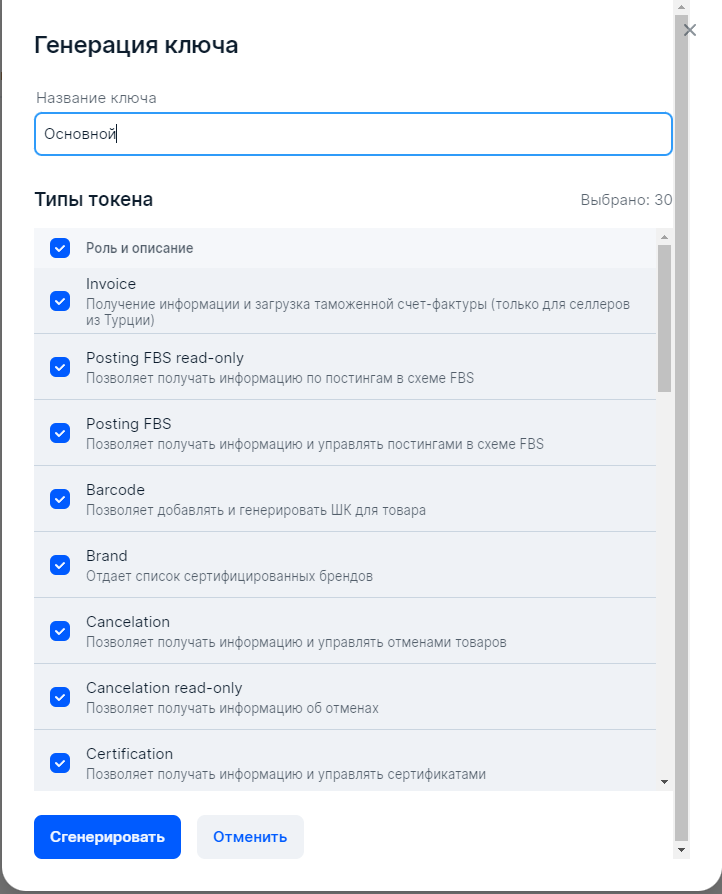 Генерация ключа
Название ключа
Основной
Типы токена
Выбрано: 30
Роль и описание
Invoice
Получение информации и загрузка таможенной счет-фактуры (только для селлеров
из Турции)
Posting FBS read-only
Позволяет получать информацию по постингам в схеме FBS
Posting FBS
Позволяет получать информацию и управлять постингами в схеме FBS
Barcode
Позволяет добавлять и генерировать ШК для товара
Brand
Отдает список сертифицированных брендов
Cancelation
Позволяет получать информацию и управлять отменами товаров
Cancelation read-only
Позволяет получать информацию об отменах
Certification
Позволяет получать информацию и управлять сертификатами
Сгенерировать
Отменить